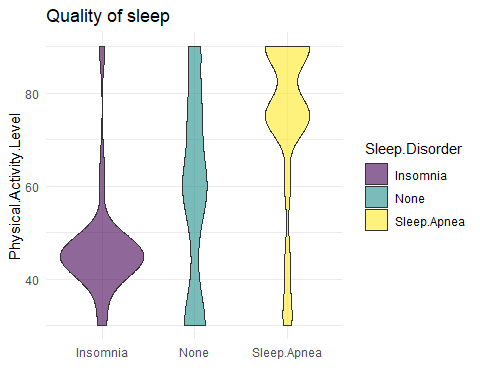 Quality of sleep
Physical.Activity.Level
80
60
40
Insomnia
None
Sleep.Apnea
Sleep.Disorder
Insomnia
None
Sleep.Apnea